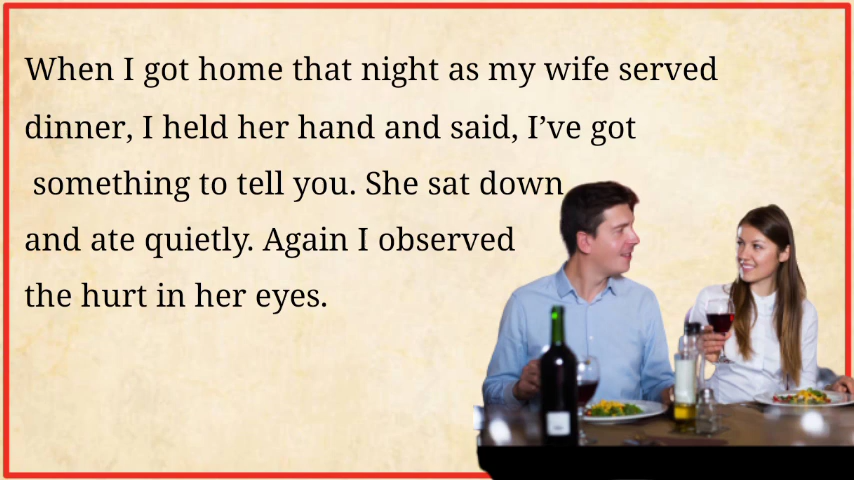 When I got home that night as my wife served
dinner, I held her hand and said, I’ve got
something to tell you. She sat down
and ate quietly. Again I observed
the hurt in her eyes.